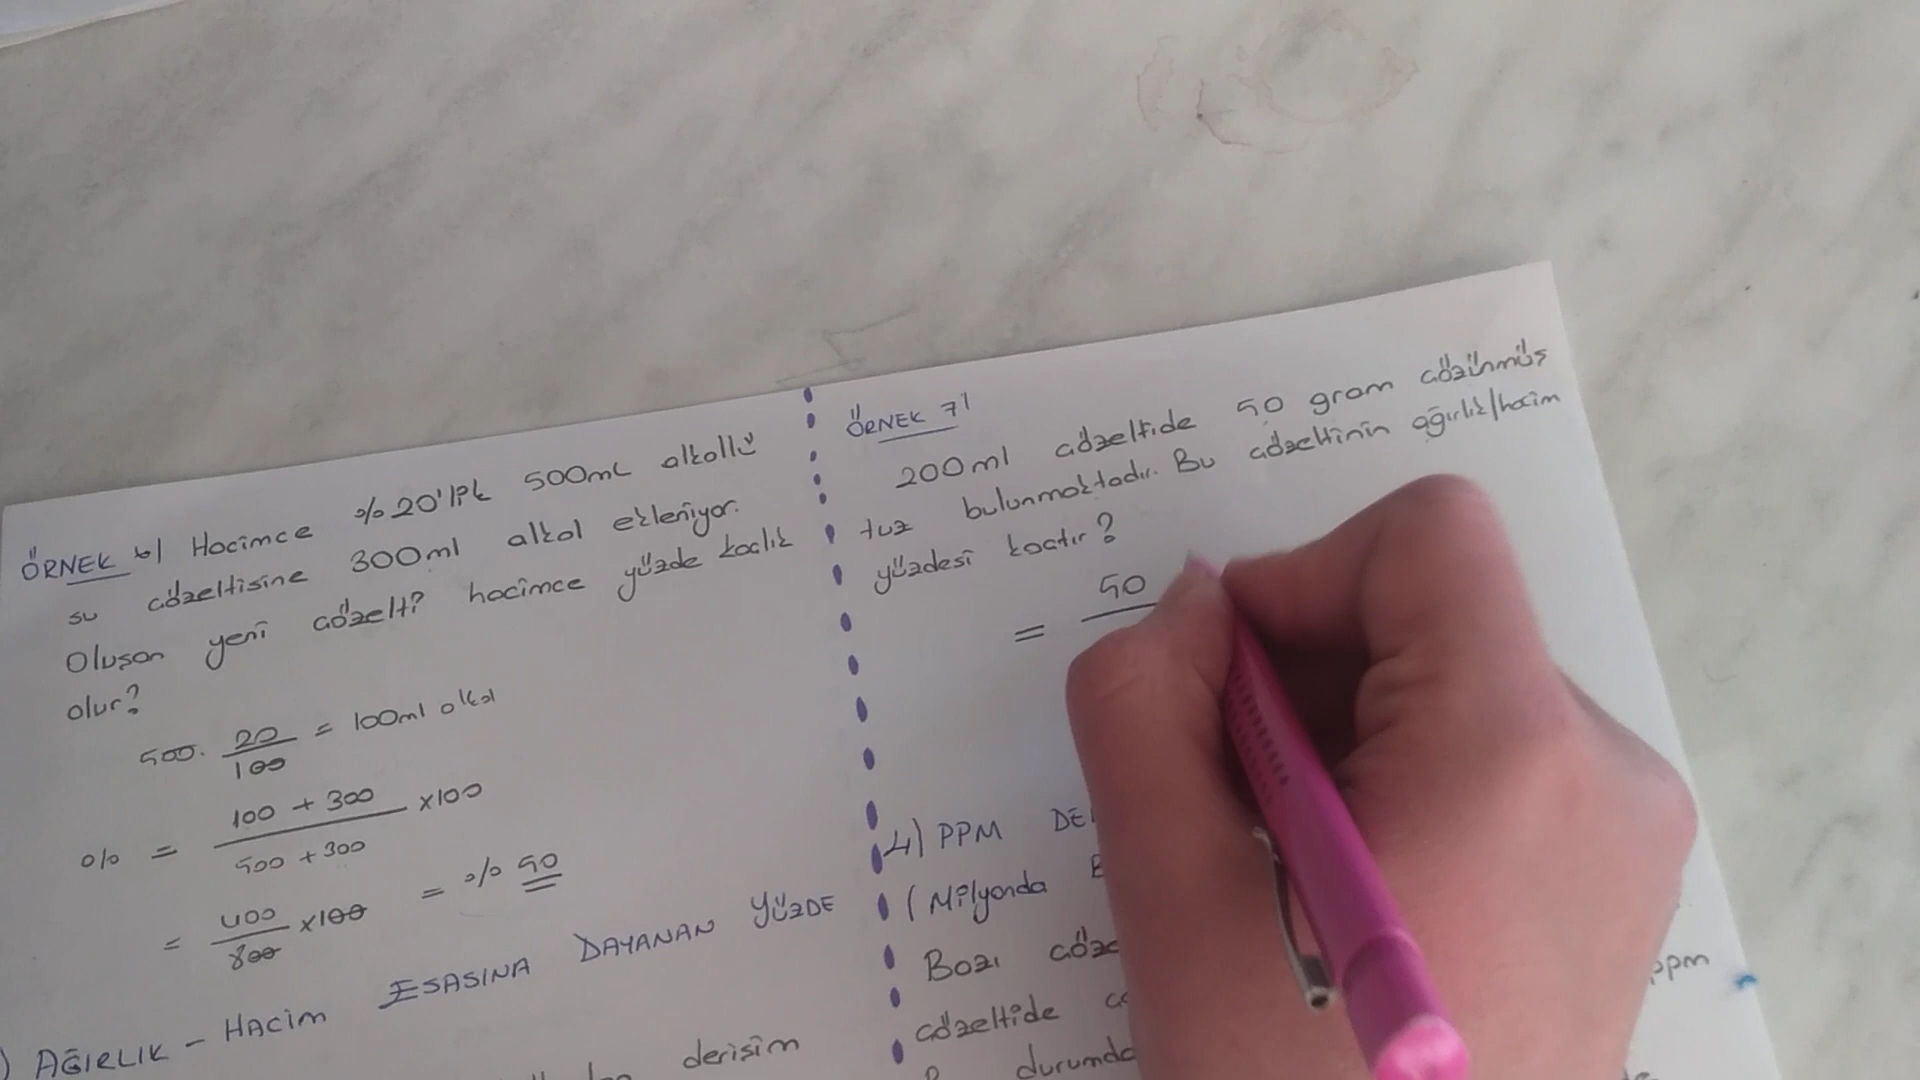 ÖRNEK 6) Hacimce %20'lik 500mL alkollü
su çözeltisine 300ml alkol ekleniyor.
Oluşan yeni çözelti hacimce yüzde kaçlık
olur?
500. 20/100 = 100ml alkol
% = 100 + 300 / 500 + 300 x100
= 400/800 x100 = % 50
) AĞIRLIK - HACİM ESASINA DAYANAN YÜZDE
derişim
ÖRNEK 7)
200ml çözeltide 50 gram çözünmüş
tuz bulunmaktadır. Bu çözeltinin ağırlık/hacim
yüzdesi kaçtır?
= 50
4) PPM
(Milyonda
Bazı
çözeltide
ppm
durumda